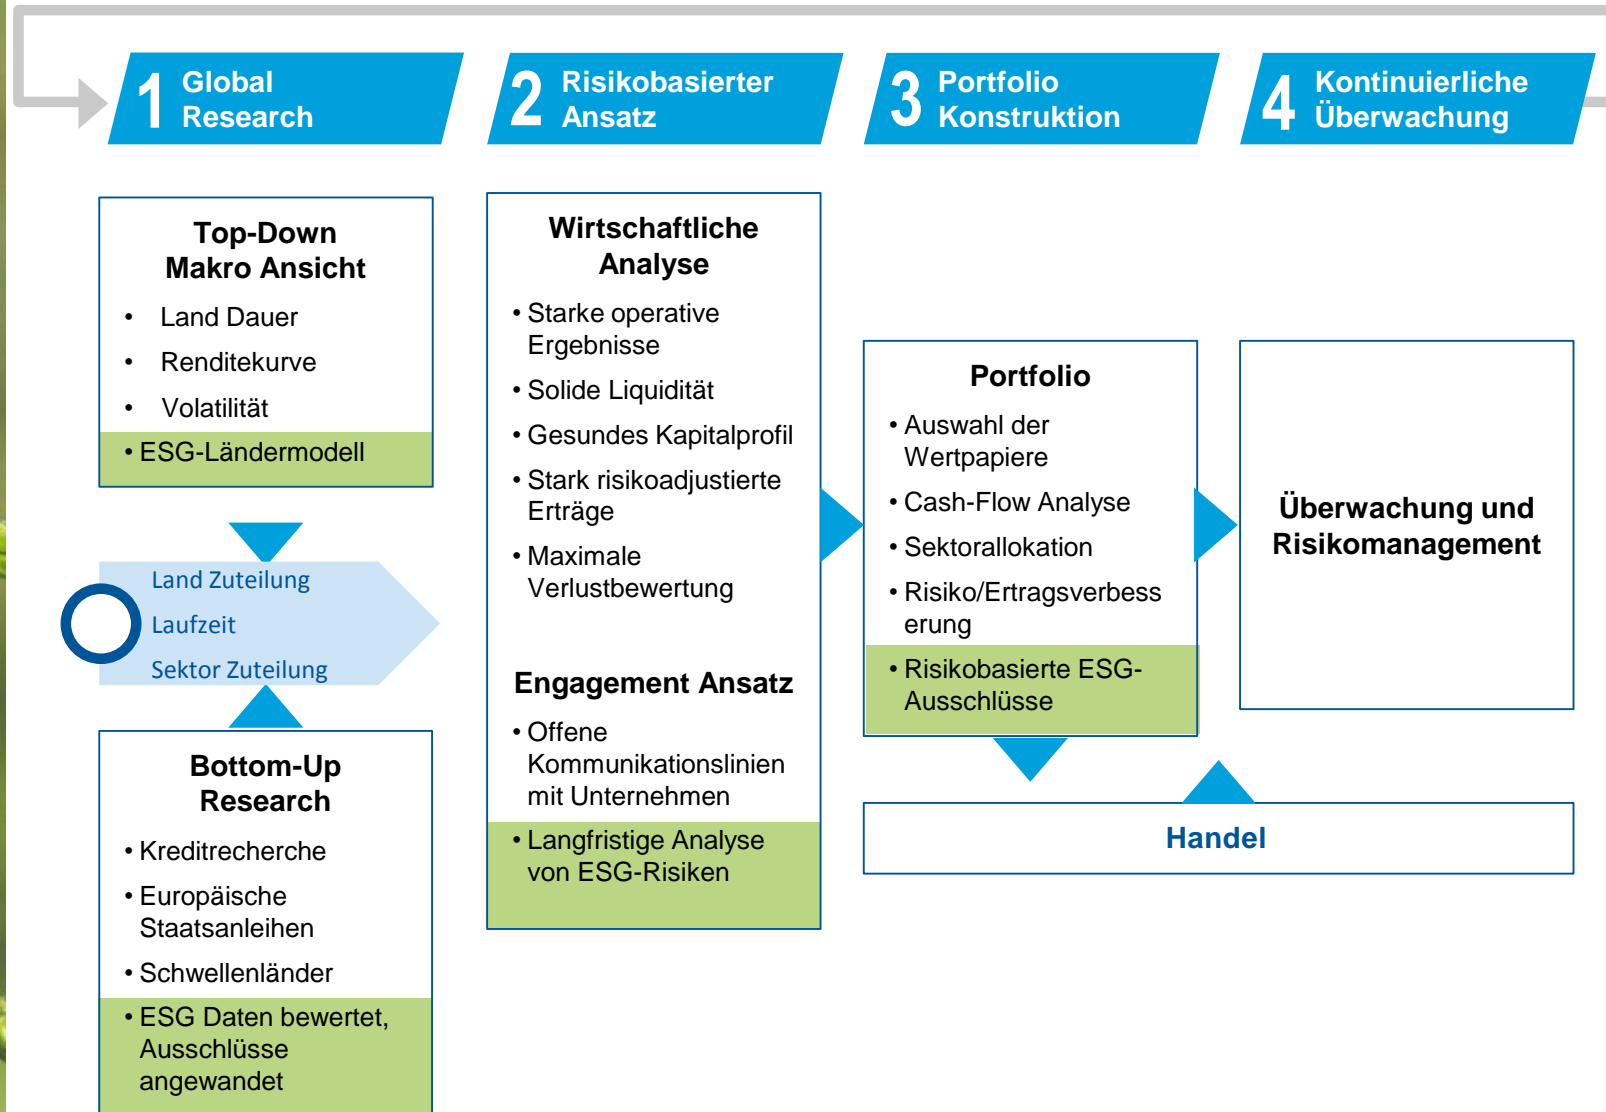 1 Global
Research
2 Risikobasierter
Ansatz
3 Portfolio
Konstruktion
4 Kontinuierliche
Überwachung
Top-Down
Makro Ansicht
• Land Dauer
• Renditekurve
• Volatilität
• ESG-Ländermodell
Land Zuteilung
Laufzeit
Sektor Zuteilung
Bottom-Up
Research
• Kreditrecherche
• Europäische
Staatsanleihen
• Schwellenländer
• ESG Daten bewertet,
Ausschlüsse
angewandet
Wirtschaftliche
Analyse
• Starke operative
Ergebnisse
• Solide Liquidität
• Gesundes Kapitalprofil
• Stark risikoadjustierte
Erträge
• Maximale
Verlustbewertung
Engagement Ansatz
• Offene
Kommunikationslinien
mit Unternehmen
• Langfristige Analyse
von ESG-Risiken
Portfolio
• Auswahl der
Wertpapiere
• Cash-Flow Analyse
• Sektorallokation
• Risiko/Ertragsverbess
erung
• Risikobasierte ESG-
Ausschlüsse
Überwachung und
Risikomanagement
Handel